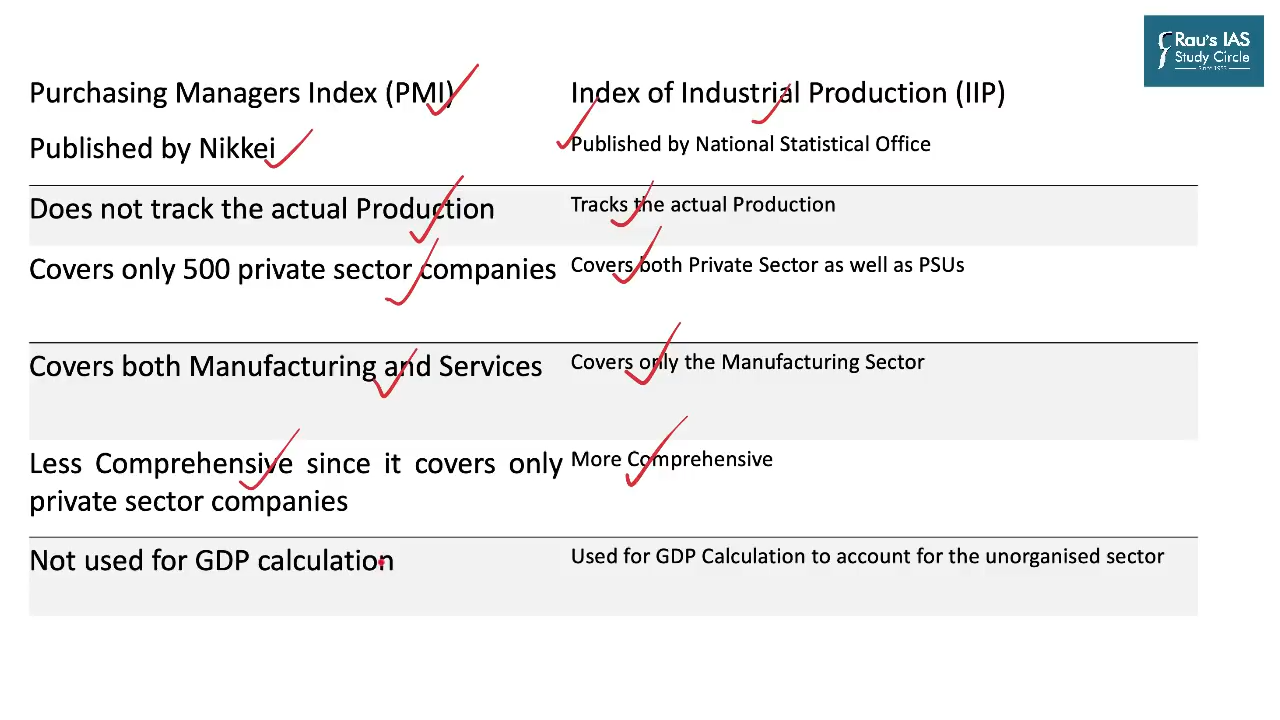 Rau's IAS
Study Circle
Purchasing Managers Index (PMI)
Index of Industrial Production (IIP)
Published by Nikkei
Published by National Statistical Office
Does not track the actual Production
Tracks the actual Production
Covers only 500 private sector companies
Covers both Private Sector as well as PSUs
Covers both Manufacturing and Services
Covers only the Manufacturing Sector
Less Comprehensive since it covers only
private sector companies
More Comprehensive
Not used for GDP calculation
Used for GDP Calculation to account for the unorganised sector